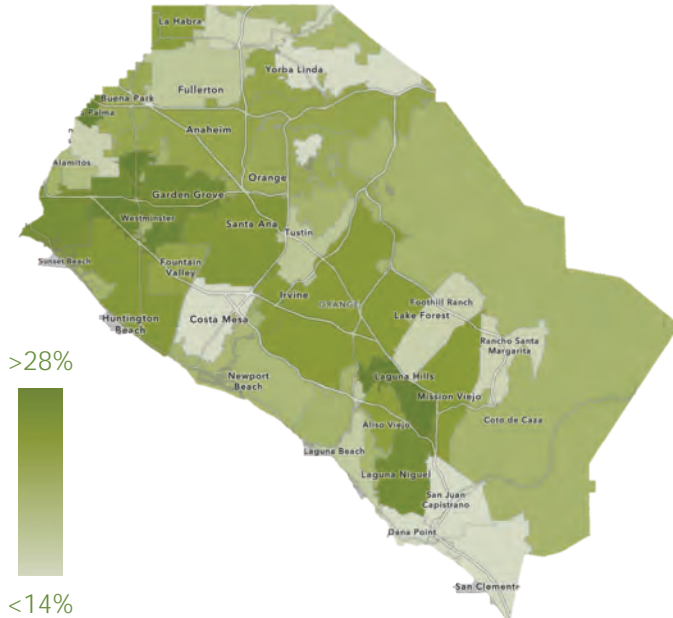 La Habra
Yorba Linda
Fullerton
Buena Park
Palma
Anaheim
Alamitos
Orange
Garden Grove
Westminster
Santa Ana
Tustin
Sunset Beach
Fountain
Valley
Irvine
ORANGE
Foothill Ranch
Lake Forest
Huntington
Beach
Costa Mesa
Rancho Santa
Margarita
>28%
Newport
Beach
Laguna Hills
Mission Viejo
Coto de Caza
Aliso Viejo
Laguna Beach
Laguna Niguel
San Juan
Capistrano
Dana Point
San Clemente
<14%